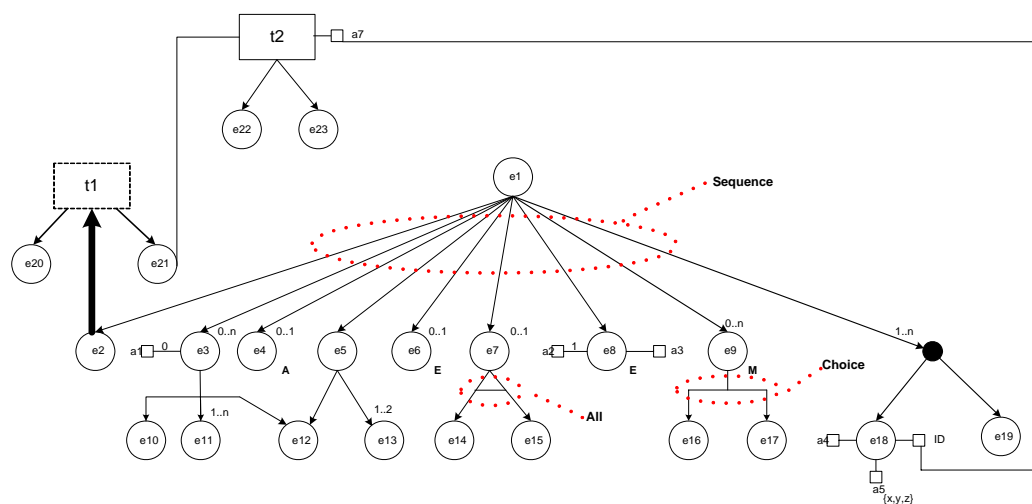 t2
a7
e22
e23
e1
Sequence
t1
e20
e21
0..n
0..1
0..1
0..1
0..n
1..n
a1
0
e2
e3
e4
e5
e6
e7
a2
1
e8
a3
e9
A
E
E
M
Choice
1..n
1..2
All
e10
e11
e12
e13
e14
e15
e16
e17
a4
e18
ID
e19
a5
{x,y,z}